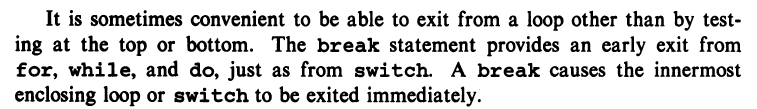 It is sometimes convenient to be able to exit from a loop other than by test-
ing at the top or bottom. The break statement provides an early exit from
for, while, and do, just as from switch. A break causes the innermost
enclosing loop or switch to be exited immediately.